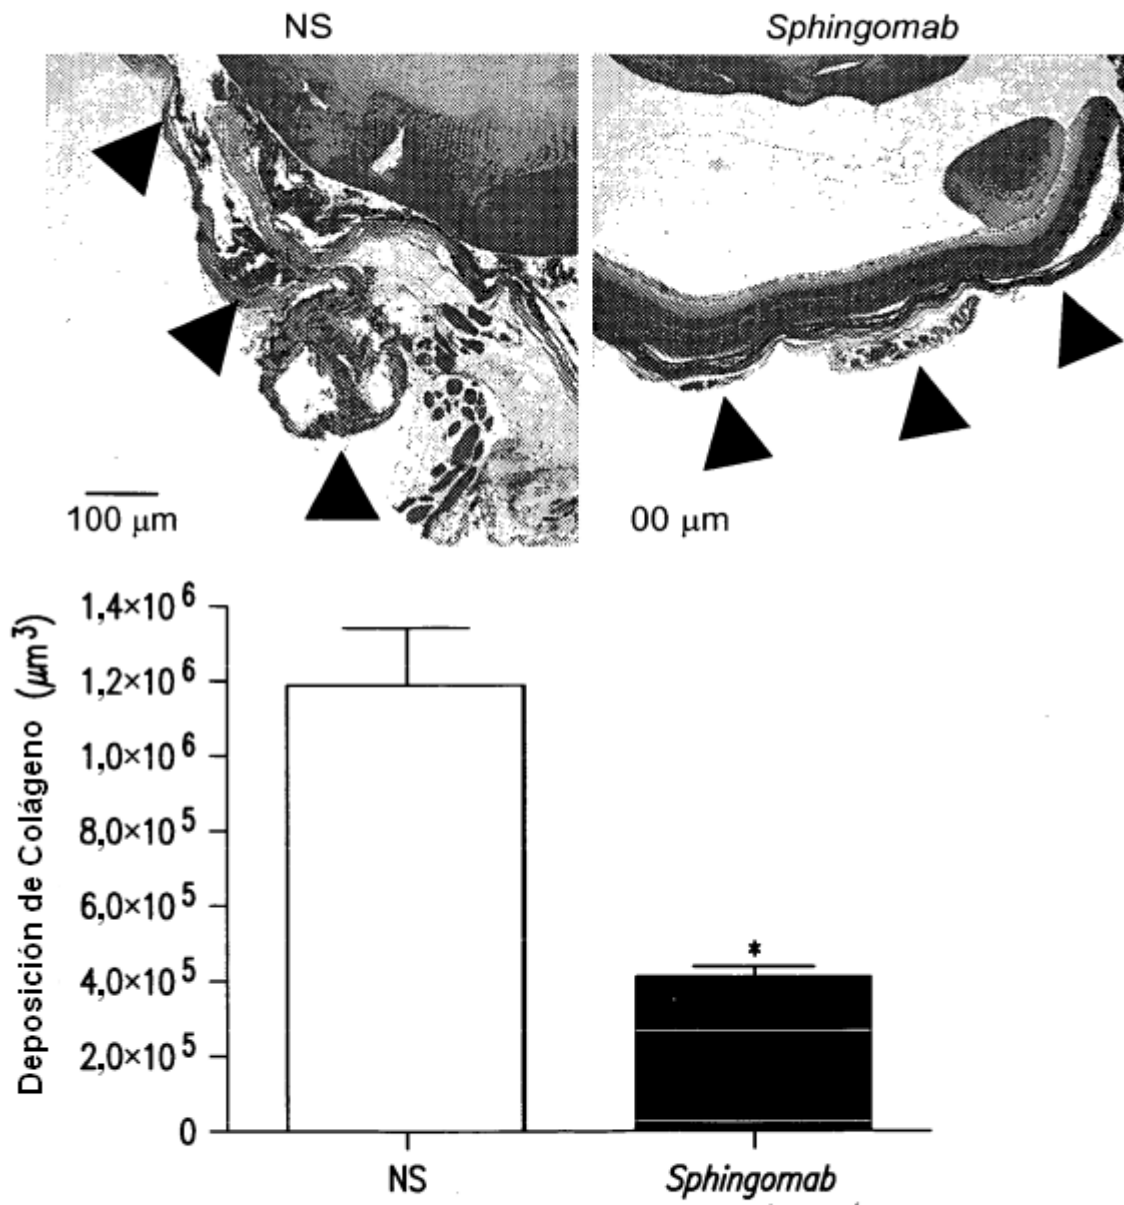 NS
Sphingomab
100 µm
00 µm
Deposición de Colágeno (µm³)
1,4×10⁶
1,2×10⁶
1,0×10⁶
8,0×10⁵
6,0×10⁵
4,0×10⁵
2,0×10⁵
0
*
NS
Sphingomab